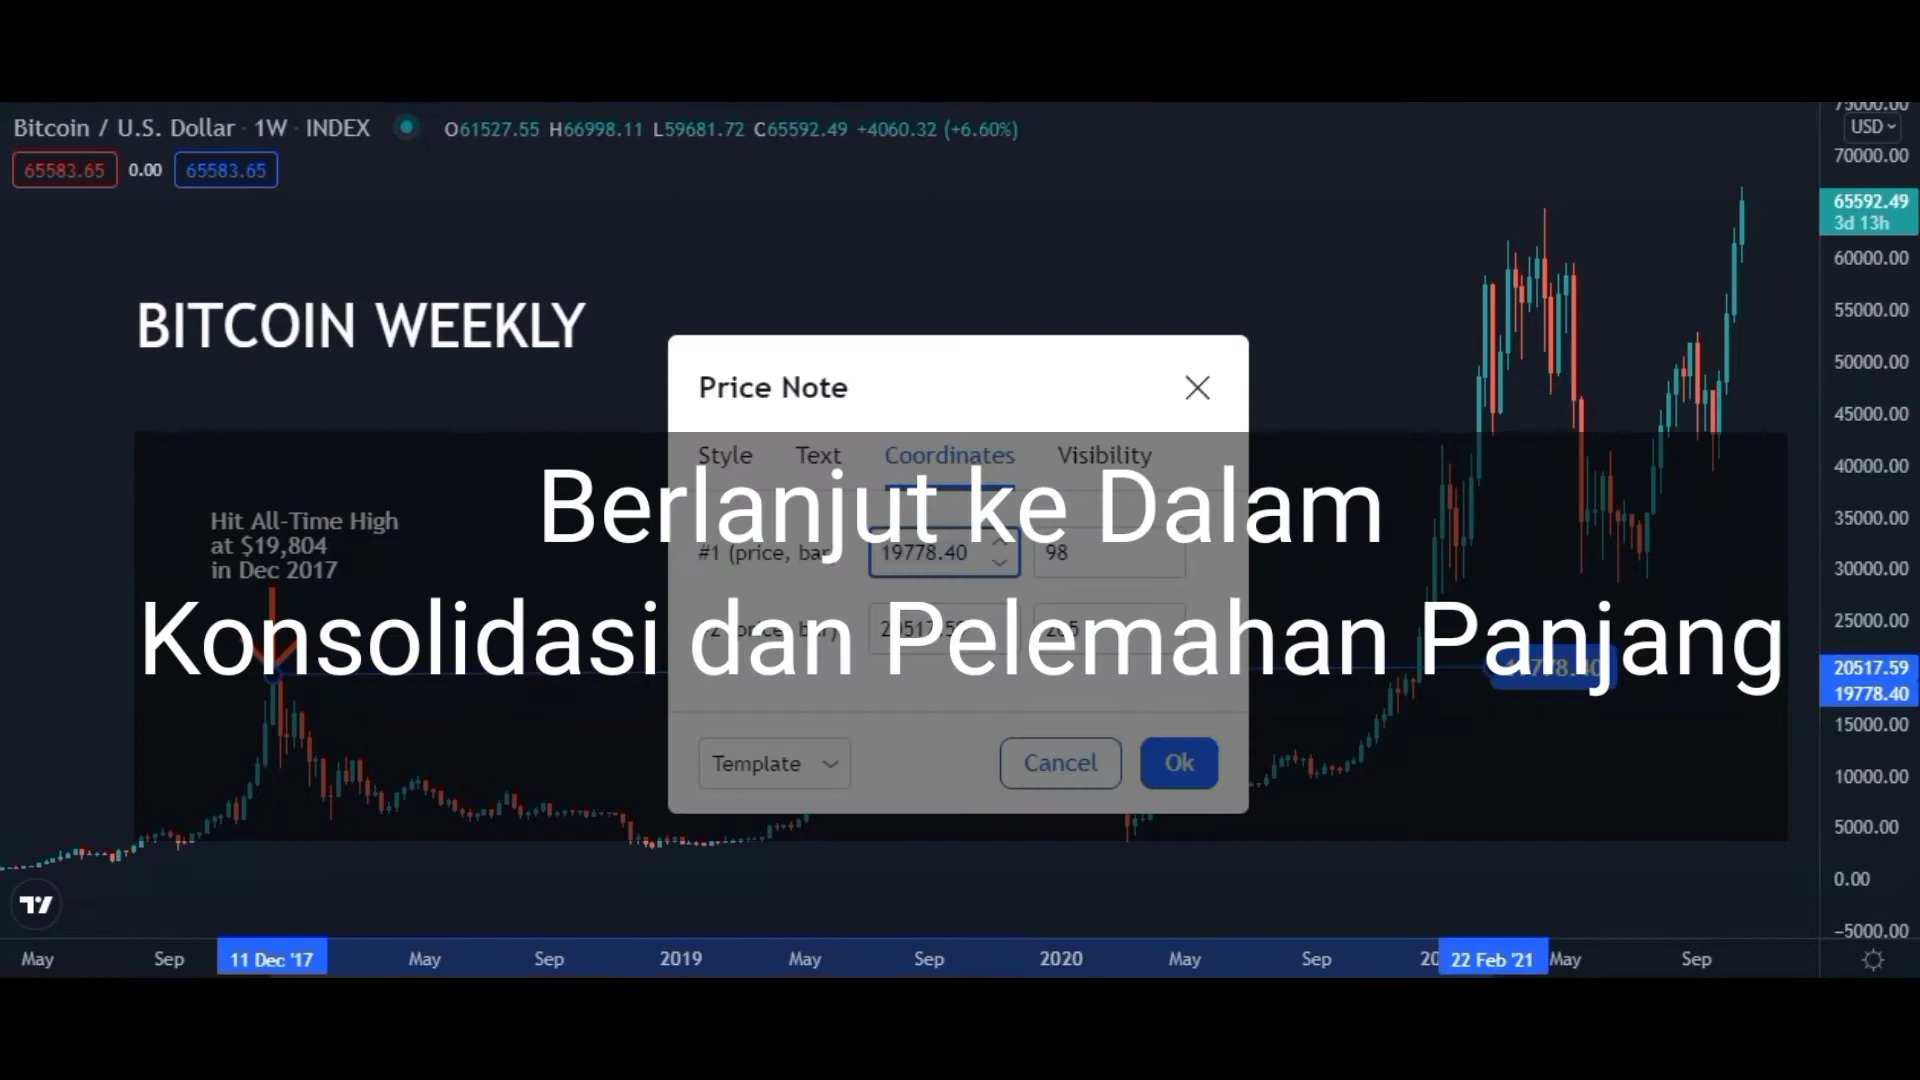 Bitcoin / U.S. Dollar · 1W · INDEX
O61527.55 H66998.11 L59681.72 C65592.49 +4060.32 (+6.60%)
65583.65 0.00 65583.65
75000.00
USD
70000.00
65592.49
3d 13h
60000.00
55000.00
50000.00
45000.00
40000.00
35000.00
30000.00
25000.00
20517.59
19778.40
15000.00
10000.00
5000.00
0.00
−5000.00
BITCOIN WEEKLY
Hit All-Time High
at $19,804
in Dec 2017
Price Note
Style Text Coordinates Visibility
Berlanjut ke Dalam
#1 (price, bar) 19778.40 98
Konsolidasi dan Pelemahan Panjang
Template Cancel Ok
May Sep 11 Dec '17 May Sep 2019 May Sep 2020 May Sep 22 Feb '21 May Sep